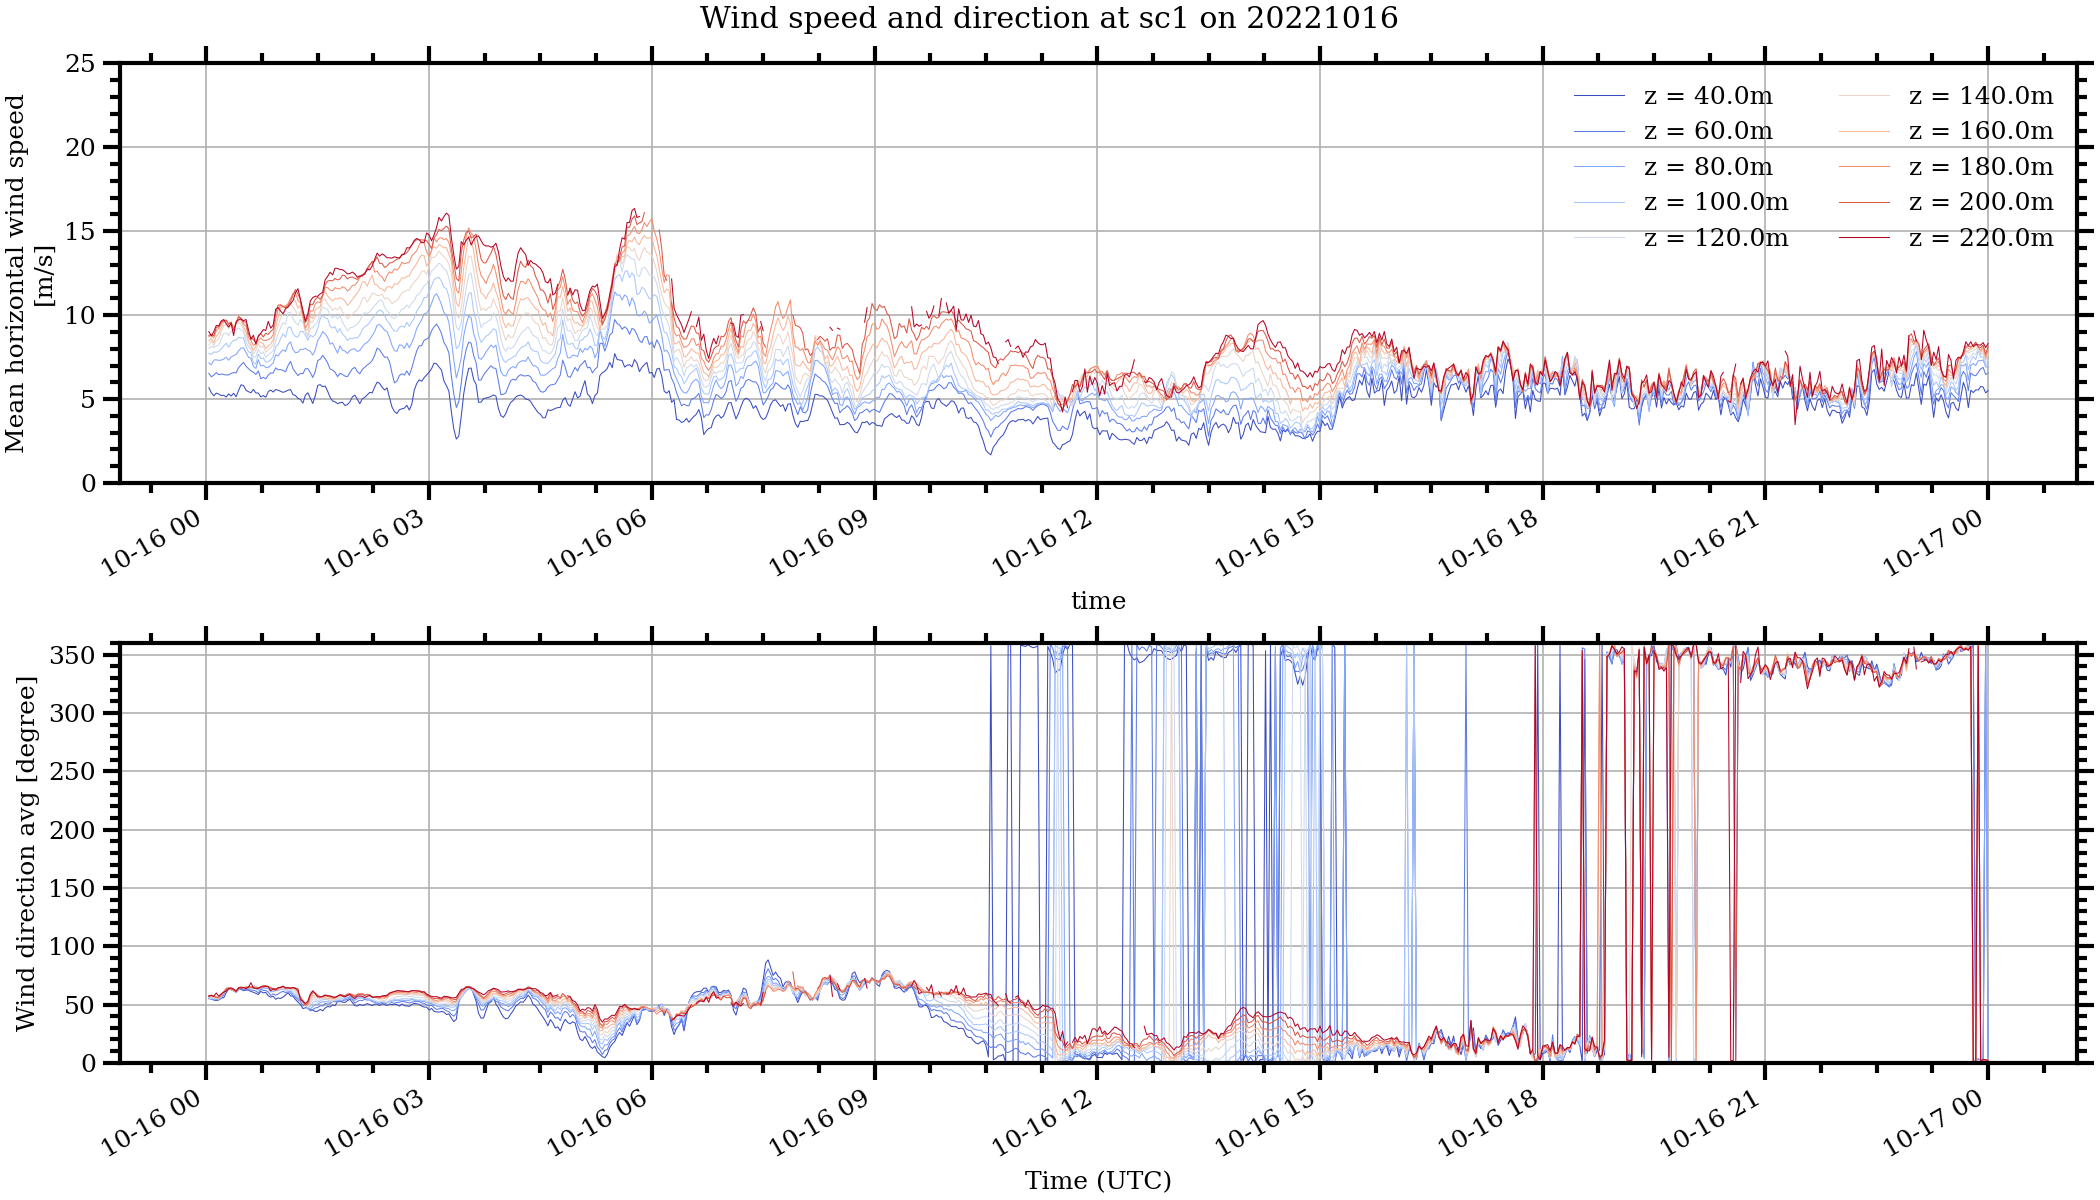 Wind speed and direction at sc1 on 20221016
Mean horizontal wind speed
[m/s]
25
20
15
10
5
0
z = 40.0m
z = 60.0m
z = 80.0m
z = 100.0m
z = 120.0m
z = 140.0m
z = 160.0m
z = 180.0m
z = 200.0m
z = 220.0m
10-16 00
10-16 03
10-16 06
10-16 09
10-16 12
10-16 15
10-16 18
10-16 21
10-17 00
time
Wind direction avg [degree]
350
300
250
200
150
100
50
0
10-16 00
10-16 03
10-16 06
10-16 09
10-16 12
10-16 15
10-16 18
10-16 21
10-17 00
Time (UTC)